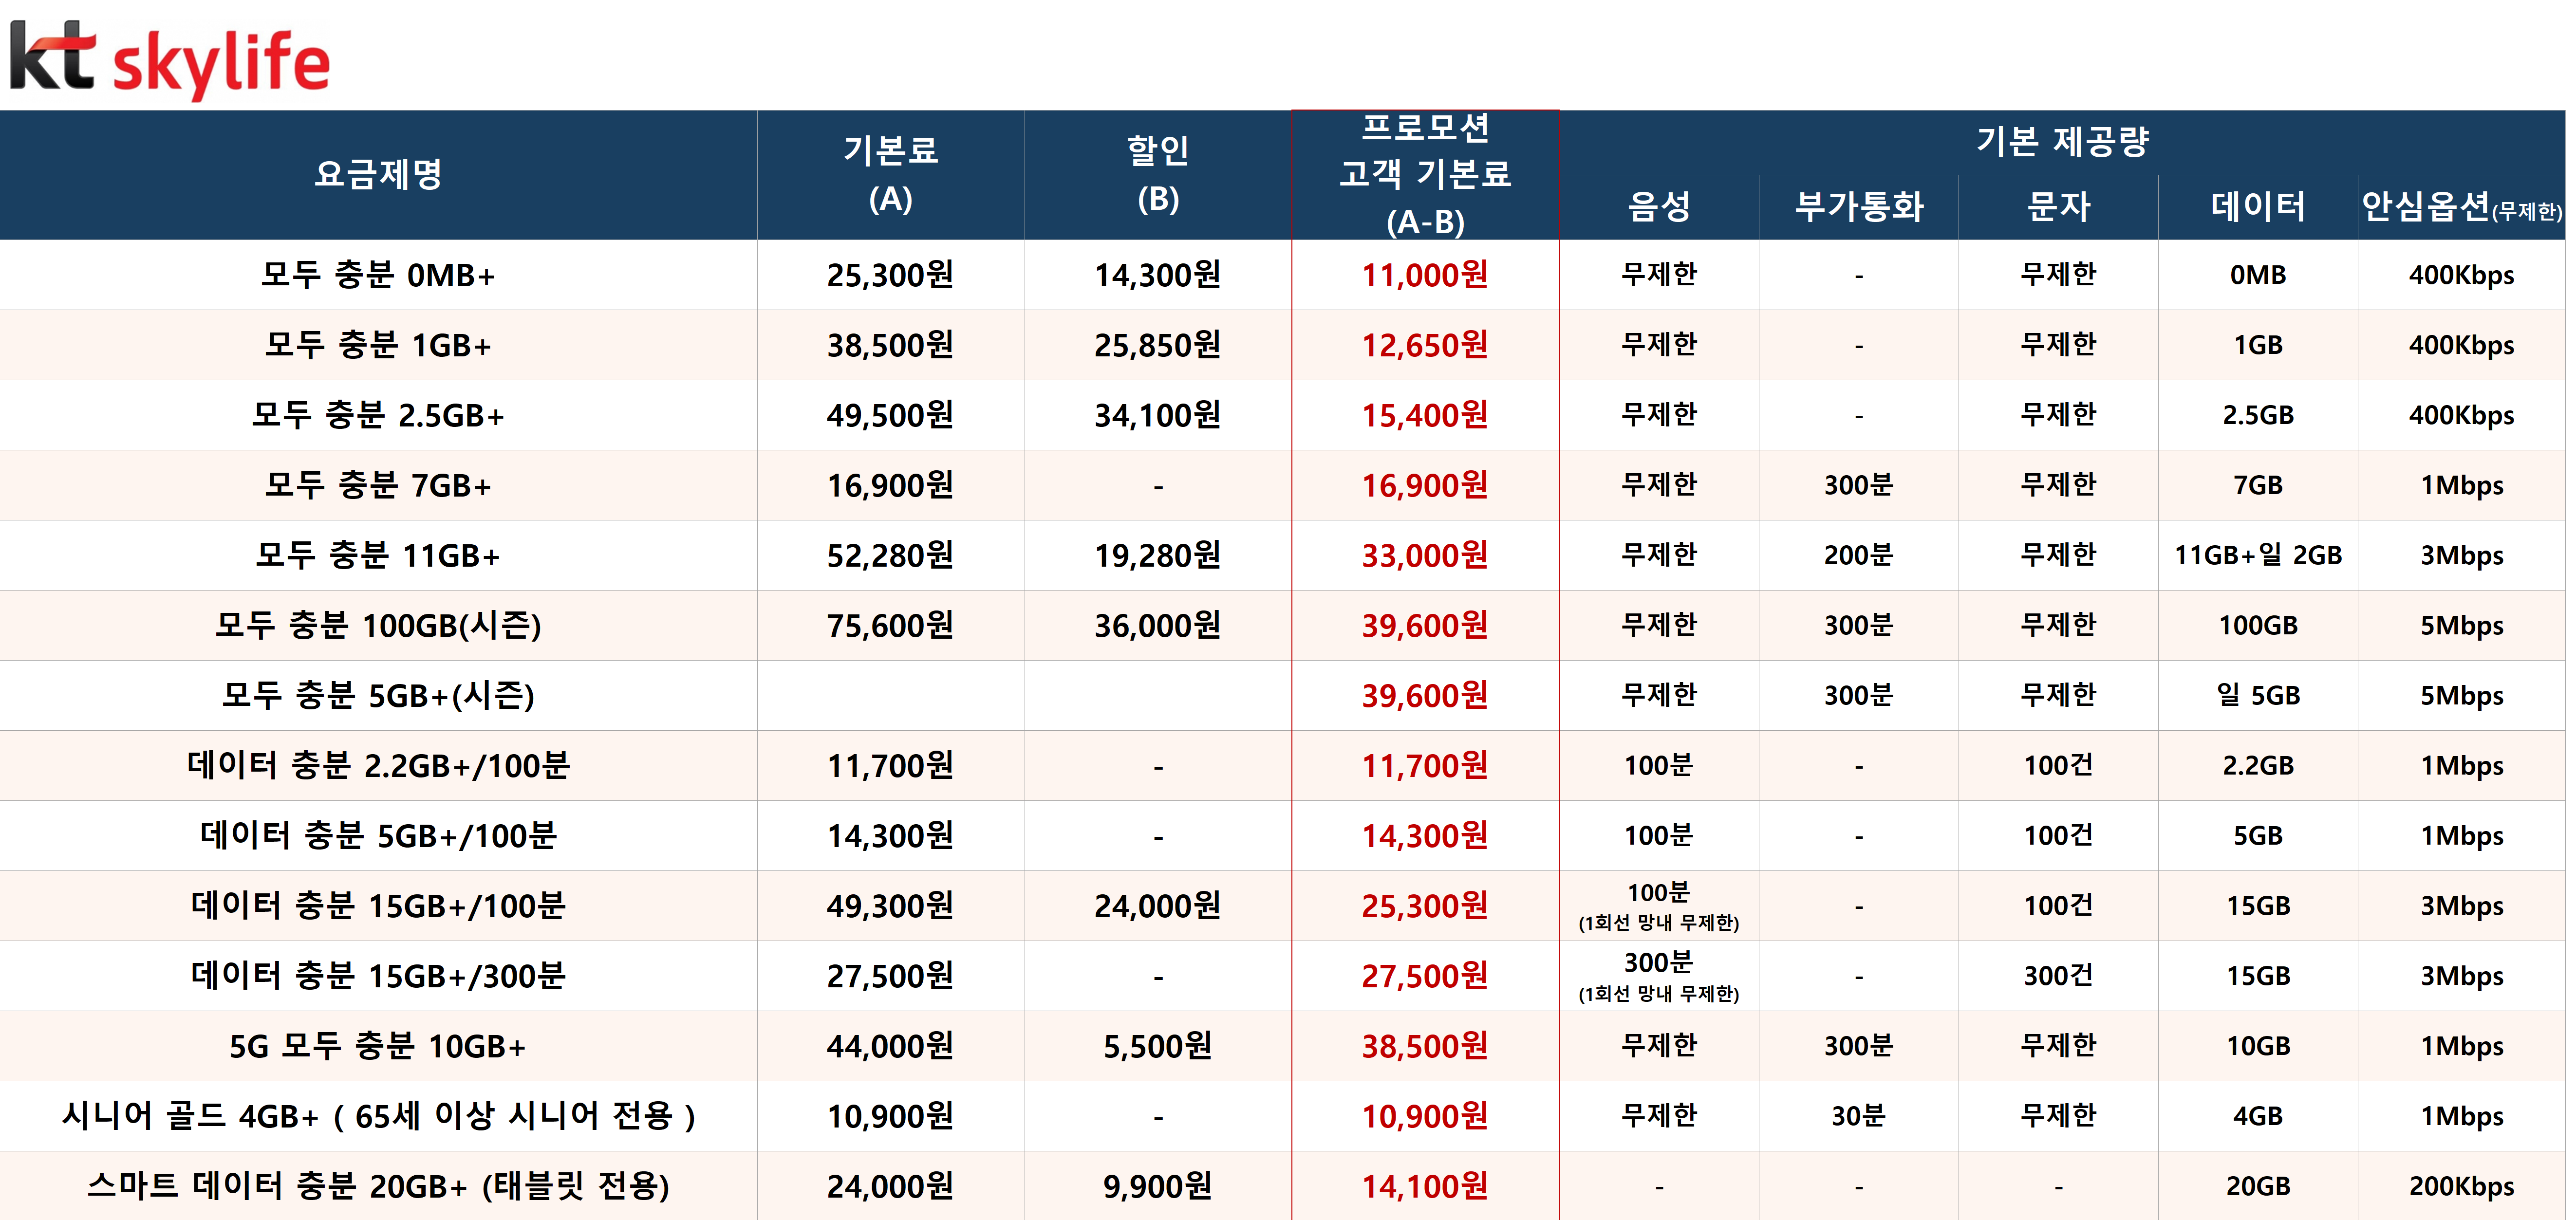 kt skylife
요금제명 기본료 (A) 할인 (B) 프로모션 고객 기본료 (A-B) 기본 제공량
음성 부가통화 문자 데이터 안심옵션(무제한)
모두 충분 0MB+ 25,300원 14,300원 11,000원 무제한 - 무제한 0MB 400Kbps
모두 충분 1GB+ 38,500원 25,850원 12,650원 무제한 - 무제한 1GB 400Kbps
모두 충분 2.5GB+ 49,500원 34,100원 15,400원 무제한 - 무제한 2.5GB 400Kbps
모두 충분 7GB+ 16,900원 - 16,900원 무제한 300분 무제한 7GB 1Mbps
모두 충분 11GB+ 52,280원 19,280원 33,000원 무제한 200분 무제한 11GB+일 2GB 3Mbps
모두 충분 100GB(시즌) 75,600원 36,000원 39,600원 무제한 300분 무제한 100GB 5Mbps
모두 충분 5GB+(시즌) 39,600원 무제한 300분 무제한 일 5GB 5Mbps
데이터 충분 2.2GB+/100분 11,700원 - 11,700원 100분 - 100건 2.2GB 1Mbps
데이터 충분 5GB+/100분 14,300원 - 14,300원 100분 - 100건 5GB 1Mbps
데이터 충분 15GB+/100분 49,300원 24,000원 25,300원 100분 (1회선 망내 무제한) - 100건 15GB 3Mbps
데이터 충분 15GB+/300분 27,500원 - 27,500원 300분 (1회선 망내 무제한) - 300건 15GB 3Mbps
5G 모두 충분 10GB+ 44,000원 5,500원 38,500원 무제한 300분 무제한 10GB 1Mbps
시니어 골드 4GB+ ( 65세 이상 시니어 전용 ) 10,900원 - 10,900원 무제한 30분 무제한 4GB 1Mbps
스마트 데이터 충분 20GB+ (태블릿 전용) 24,000원 9,900원 14,100원 - - - 20GB 200Kbps